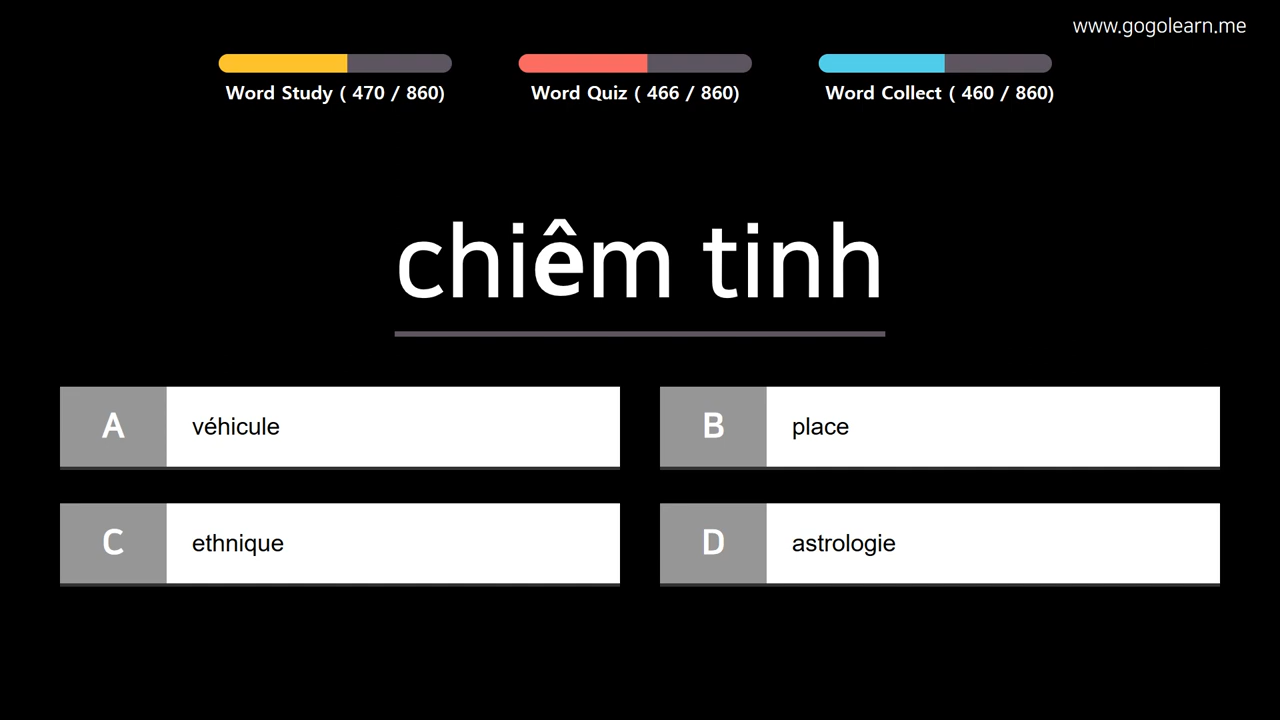 www.gogolearn.me
Word Study ( 470 / 860)
Word Quiz ( 466 / 860)
Word Collect ( 460 / 860)
chiêm tinh
A véhicule
B place
C ethnique
D astrologie